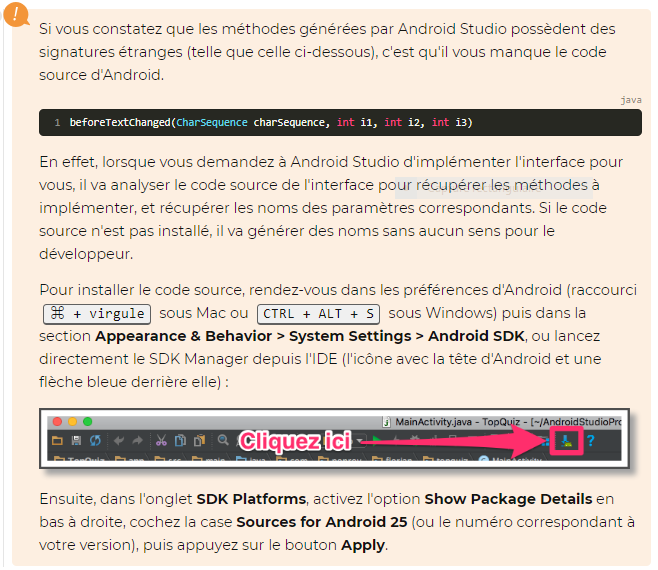 Si vous constatez que les méthodes générées par Android Studio possèdent des
signatures étranges (telle que celle ci-dessous), c'est qu'il vous manque le code
source d'Android.
java
1 beforeTextChanged(CharSequence charSequence, int i1, int i2, int i3)
En effet, lorsque vous demandez à Android Studio d'implémenter l'interface pour
vous, il va analyser le code source de l'interface pour récupérer les méthodes à
implémenter, et récupérer les noms des paramètres correspondants. Si le code
source n'est pas installé, il va générer des noms sans aucun sens pour le
développeur.
Pour installer le code source, rendez-vous dans les préférences d'Android (raccourci
⌘ + virgule sous Mac ou CTRL + ALT + S sous Windows) puis dans la
section Appearance & Behavior > System Settings > Android SDK, ou lancez
directement le SDK Manager depuis l'IDE (l'icône avec la tête d'Android et une
flèche bleue derrière elle) :
MainActivity.java - TopQuiz - [~/AndroidStudioPro
Cliquez ici
Ensuite, dans l'onglet SDK Platforms, activez l'option Show Package Details en
bas à droite, cochez la case Sources for Android 25 (ou le numéro correspondant à
votre version), puis appuyez sur le bouton Apply.